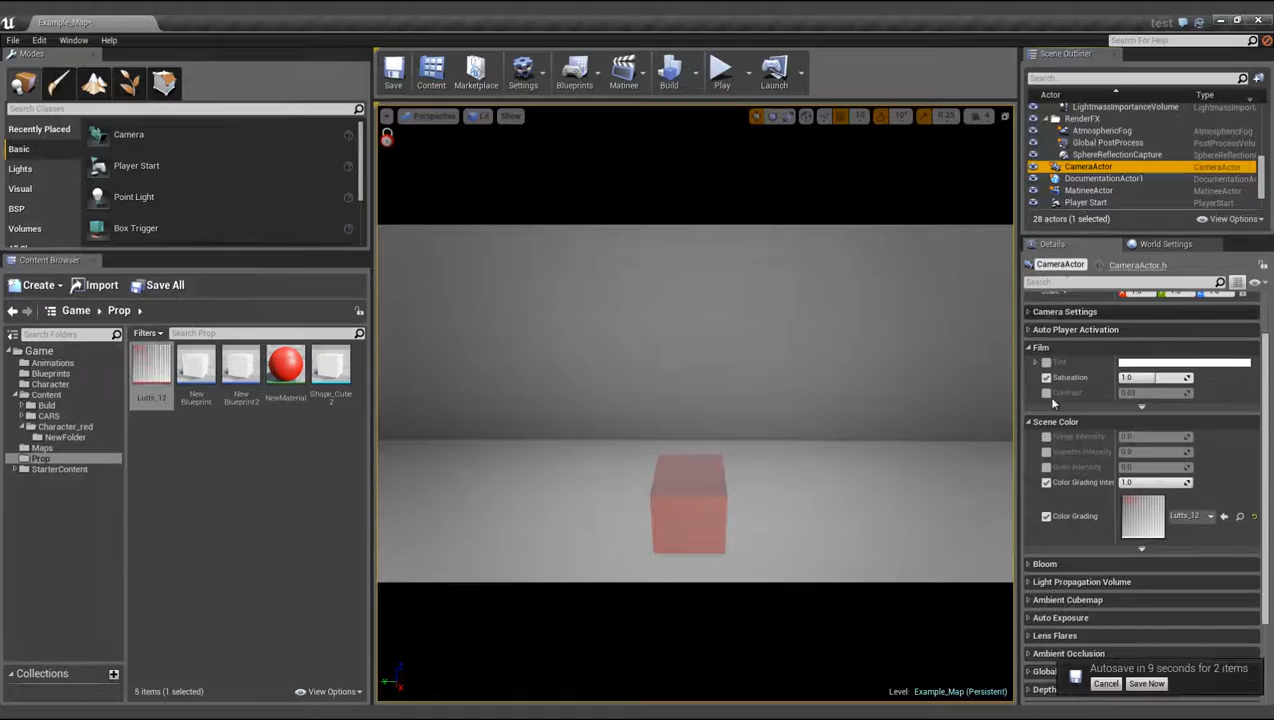 Example_Map*
test
File Edit Window Help
Search For Help
Modes
Search Classes
Recently Placed
Basic
Lights
Visual
BSP
Volumes
Camera
Player Start
Point Light
Box Trigger
Save Content Marketplace Settings Blueprints Matinee Build Play Launch
Perspective Lit Show
10 10° 0.25 4
Content Browser
Create Import Save All
Game Prop
Search Folders
Filters Search Prop
Game
Animations
Blueprints
Character
Content
Buld
CARS
Character_red
NewFolder
Maps
Prop
StarterContent
Lutts_12
New Blueprint
New Blueprint2
NewMaterial
Shape_Cube2
Collections
5 items (1 selected) View Options
Level: Example_Map (Persistent)
Scene Outliner
Search...
Actor Type
LightmassImportanceVolume LightmassImport
RenderFX
AtmosphericFog AtmosphericFog
Global PostProcess PostProcessVolu
SphereReflectionCapture SphereReflection
CameraActor CameraActor
DocumentationActor1 DocumentationA
MatineeActor MatineeActor
Player Start PlayerStart
28 actors (1 selected) View Options
Details World Settings
CameraActor CameraActor.h
Search
Camera Settings
Auto Player Activation
Film
Tint
Saturation 1.0
Contrast 0.03
Scene Color
Fringe Intensity 0.0
Vignette Intensity 0.0
Grain Intensity 0.0
Color Grading Inter 1.0
Color Grading Lutts_12
Bloom
Light Propagation Volume
Ambient Cubemap
Auto Exposure
Lens Flares
Ambient Occlusion
Global
Depth
Autosave in 9 seconds for 2 items
Cancel Save Now